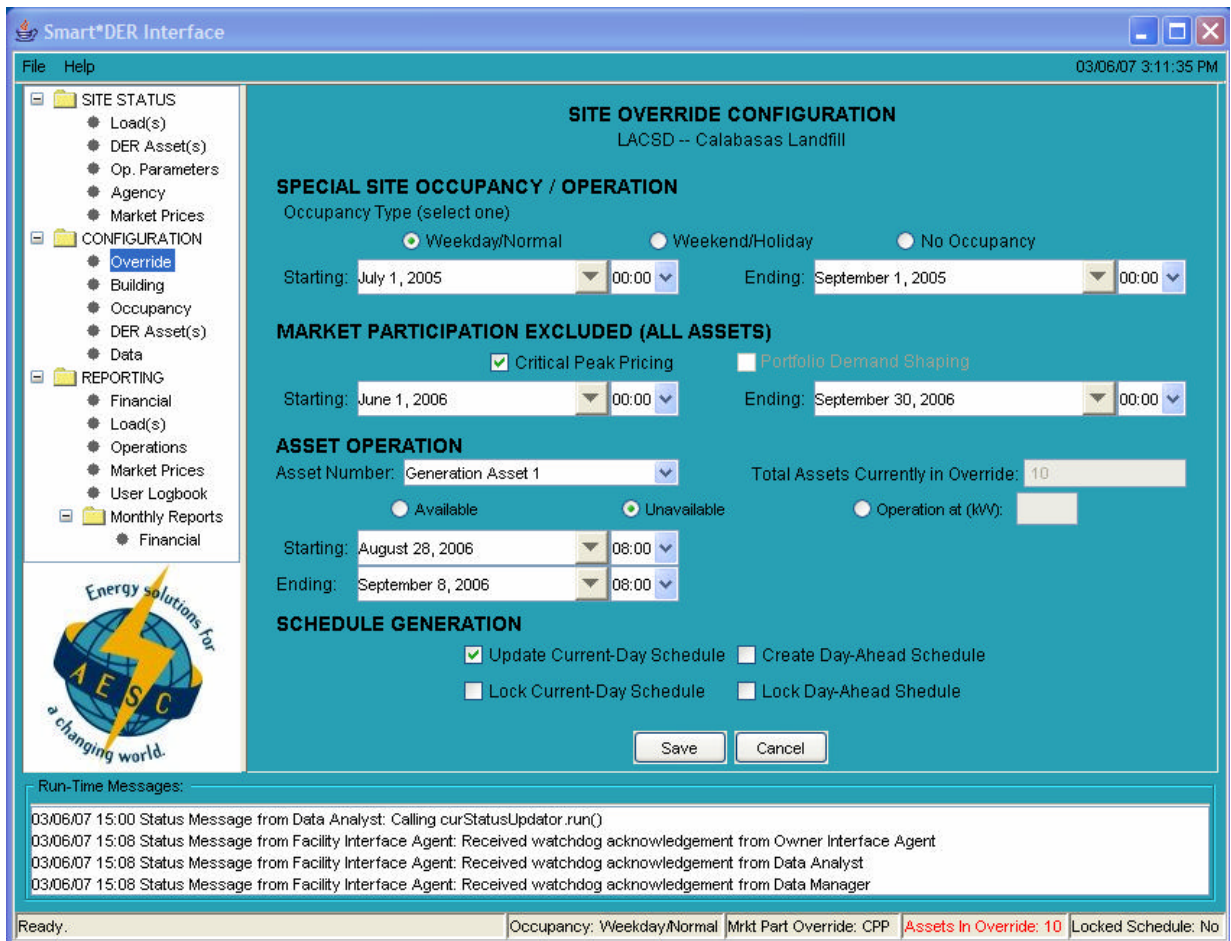 Smart*DER Interface
File Help 03/06/07 3:11:35 PM
SITE STATUS
Load(s)
DER Asset(s)
Op. Parameters
Agency
Market Prices
CONFIGURATION
Override
Building
Occupancy
DER Asset(s)
Data
REPORTING
Financial
Load(s)
Operations
Market Prices
User Logbook
Monthly Reports
Financial
Energy solutions for
AESC
a changing world.
SITE OVERRIDE CONFIGURATION
LACSD -- Calabasas Landfill
SPECIAL SITE OCCUPANCY / OPERATION
Occupancy Type (select one)
Weekday/Normal Weekend/Holiday No Occupancy
Starting: July 1, 2005 00:00 Ending: September 1, 2005 00:00
MARKET PARTICIPATION EXCLUDED (ALL ASSETS)
Critical Peak Pricing Portfolio Demand Shaping
Starting: June 1, 2006 00:00 Ending: September 30, 2006 00:00
ASSET OPERATION
Asset Number: Generation Asset 1 Total Assets Currently in Override: 10
Available Unavailable Operation at (kW):
Starting: August 28, 2006 08:00
Ending: September 8, 2006 08:00
SCHEDULE GENERATION
Update Current-Day Schedule Create Day-Ahead Schedule
Lock Current-Day Schedule Lock Day-Ahead Shedule
Save Cancel
Run-Time Messages:
03/06/07 15:00 Status Message from Data Analyst: Calling curStatusUpdator.run()
03/06/07 15:08 Status Message from Facility Interface Agent: Received watchdog acknowledgement from Owner Interface Agent
03/06/07 15:08 Status Message from Facility Interface Agent: Received watchdog acknowledgement from Data Analyst
03/06/07 15:08 Status Message from Facility Interface Agent: Received watchdog acknowledgement from Data Manager
Ready. Occupancy: Weekday/Normal Mrkt Part Override: CPP Assets In Override: 10 Locked Schedule: No